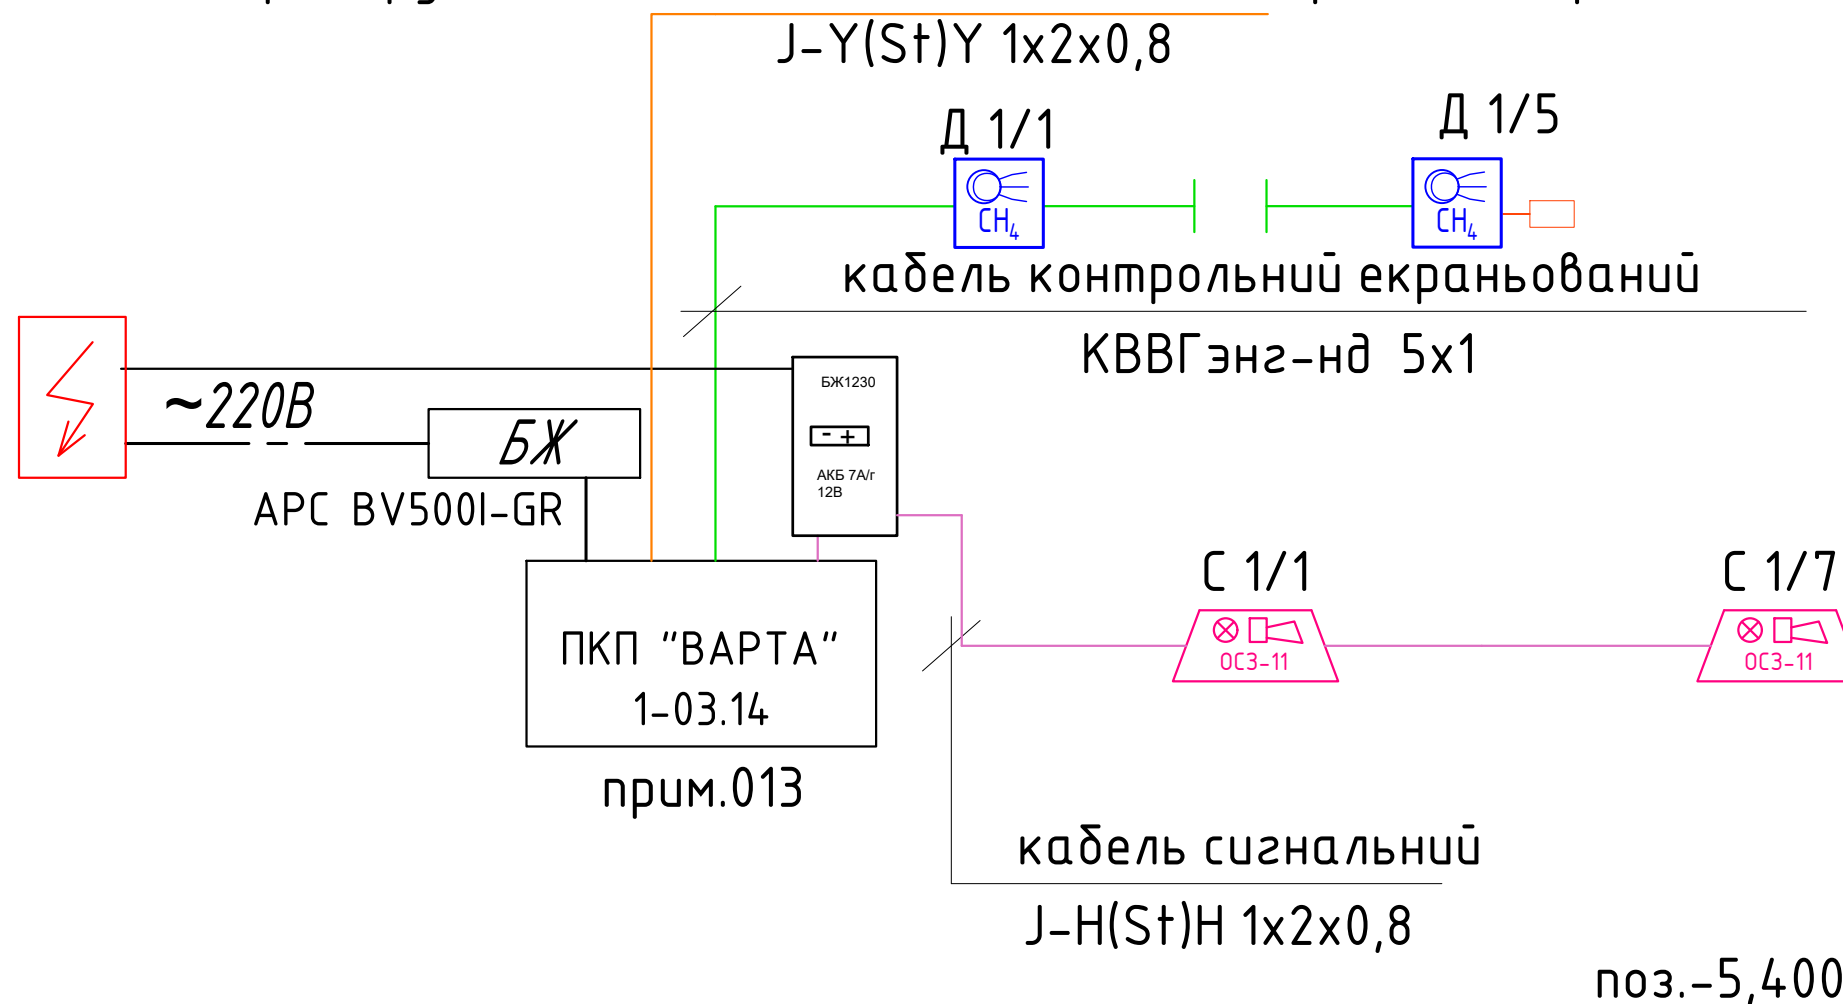 J-Y(St)Y 1x2x0,8
Д 1/1
Д 1/5
CH4
CH4
кабель контрольний екраньований
КВВГэнг-нд 5x1
БЖ1230
~220В
- +
БЖ
АКБ 7А/г
12В
APC BV500I-GR
С 1/1
С 1/7
ПКП "ВАРТА"
1-03.14
ОСЗ-11
ОСЗ-11
прим.013
кабель сигнальний
J-H(St)H 1x2x0,8
поз.-5,400